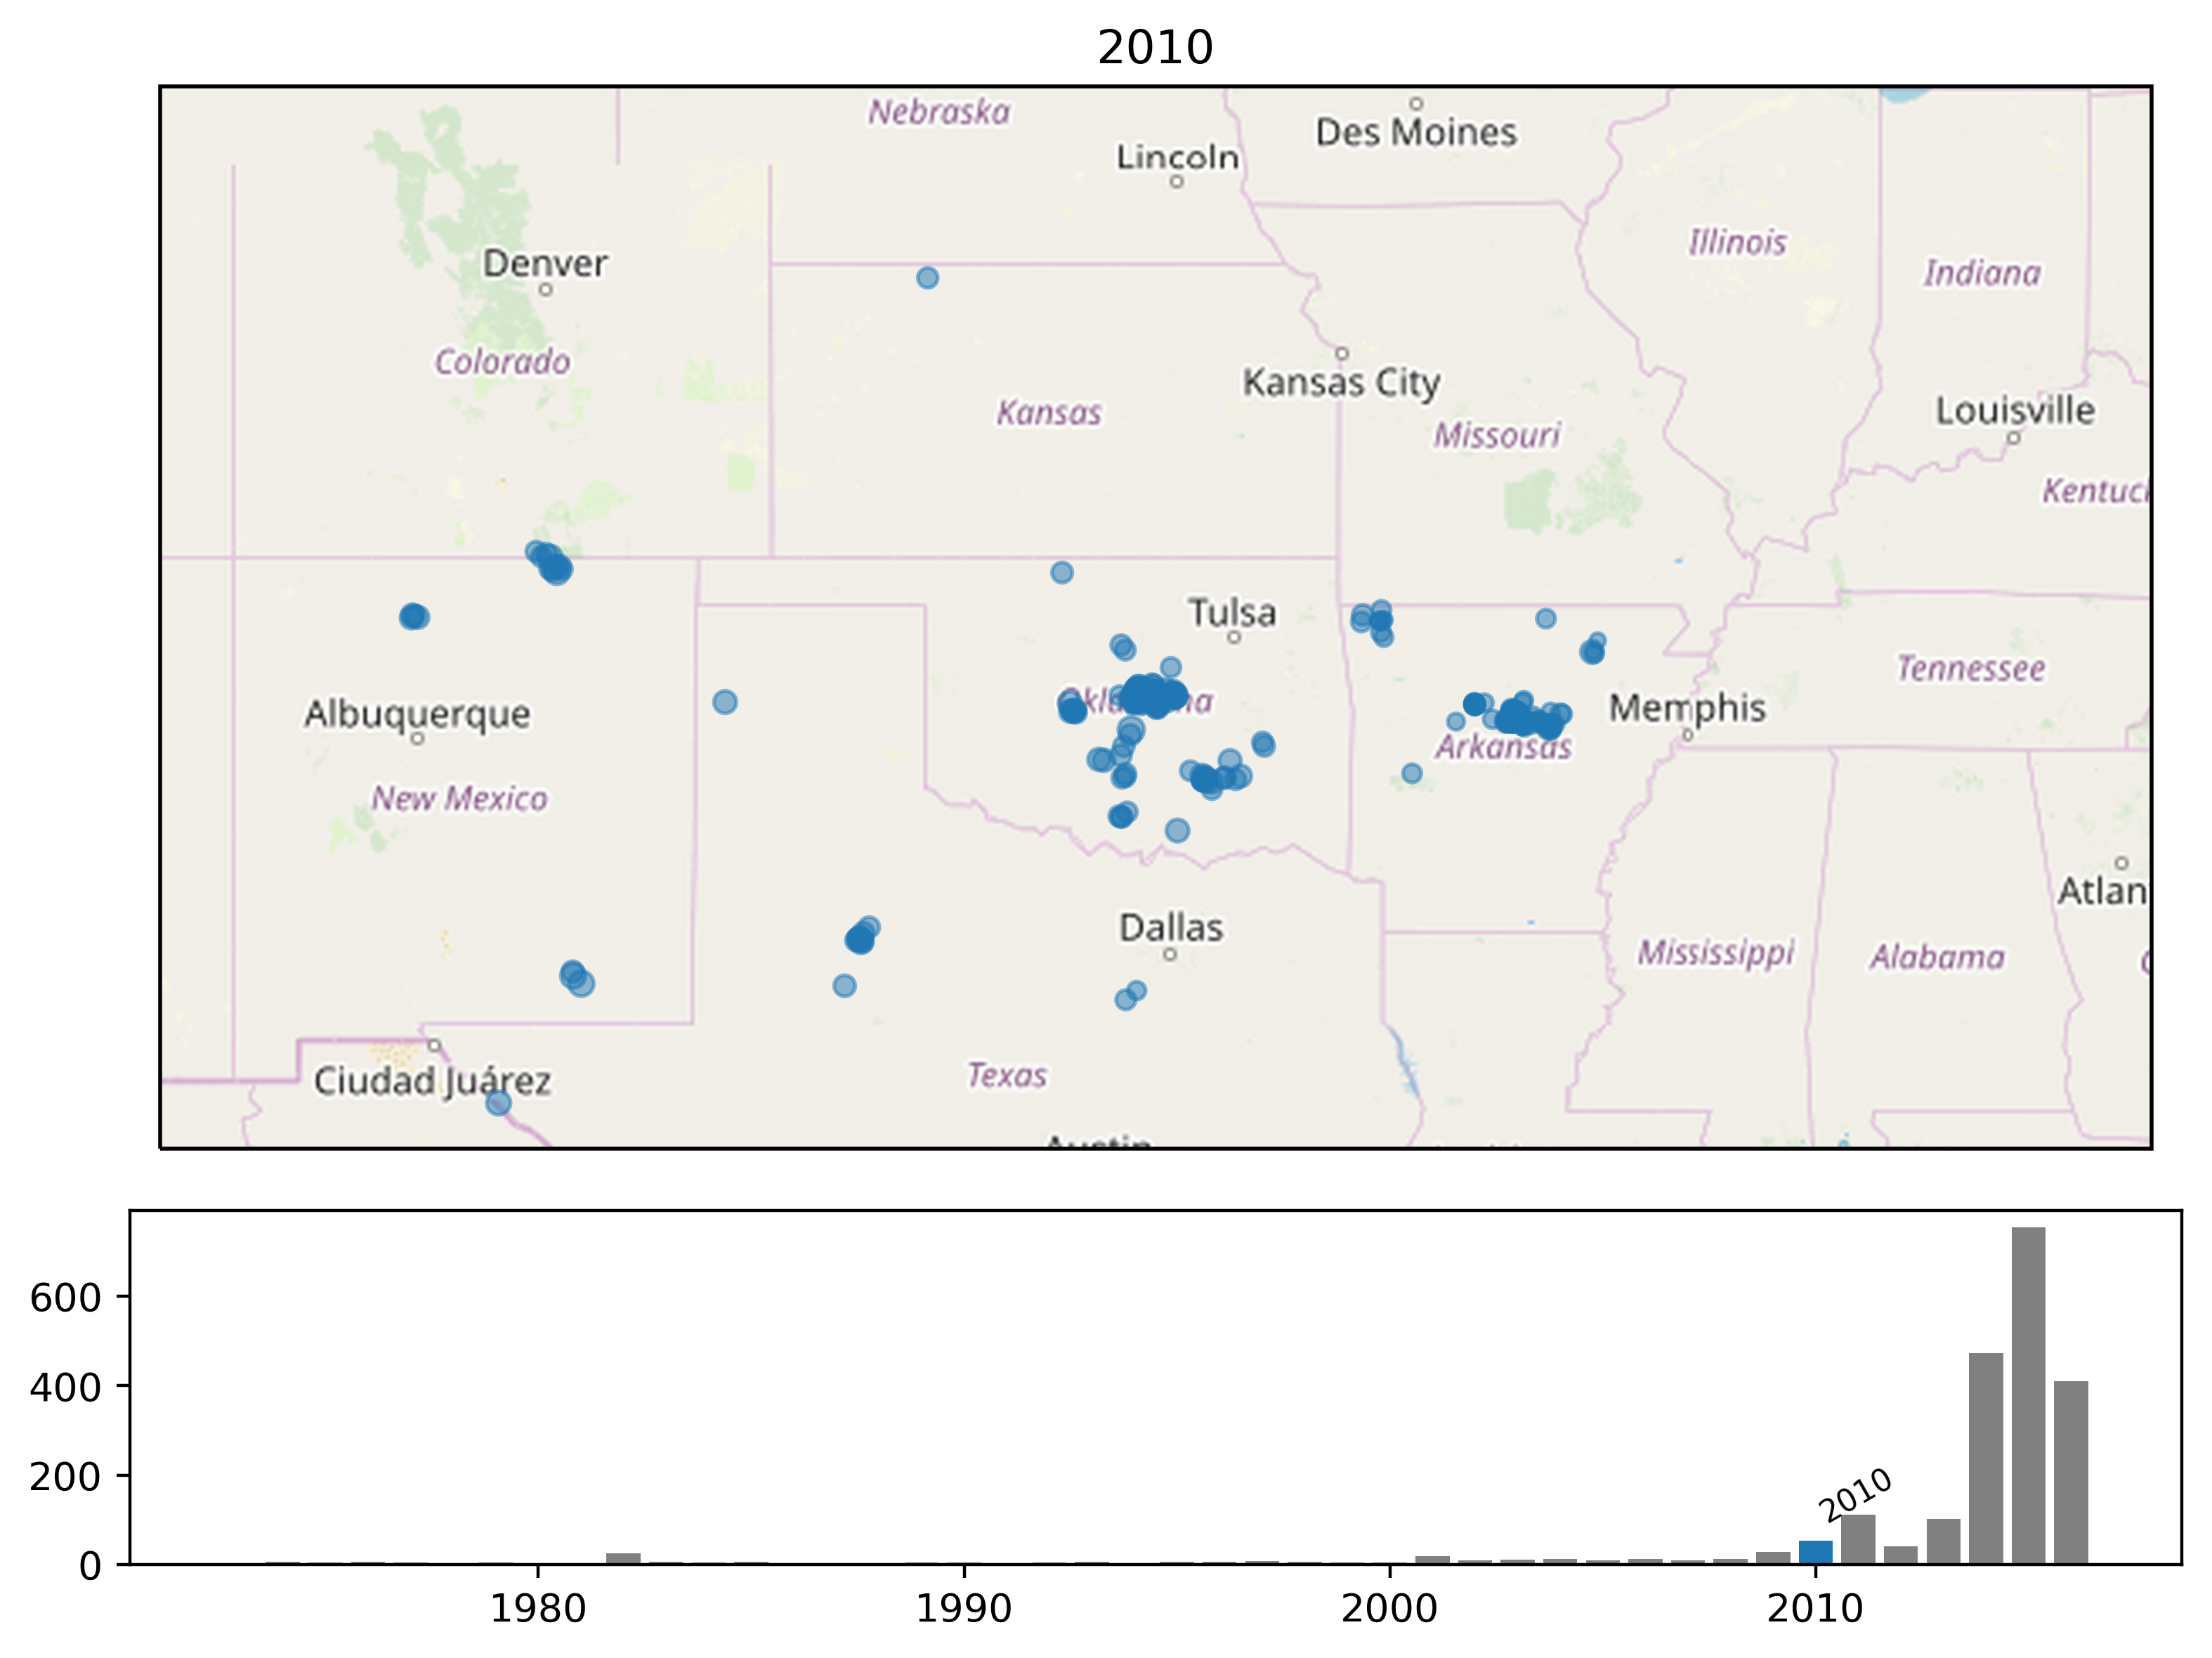 2010
Nebraska
Des Moines
Lincoln
Illinois
Denver
Indiana
Colorado
Kansas City
Kansas
Louisville
Missouri
Kentuc
Tulsa
Tennessee
Albuquerque
Oklahoma
Memphis
Arkansas
New Mexico
Atlan
Dallas
Mississippi
Alabama
Texas
Ciudad Juárez
Austin
600
400
200
0
2010
1980
1990
2000
2010